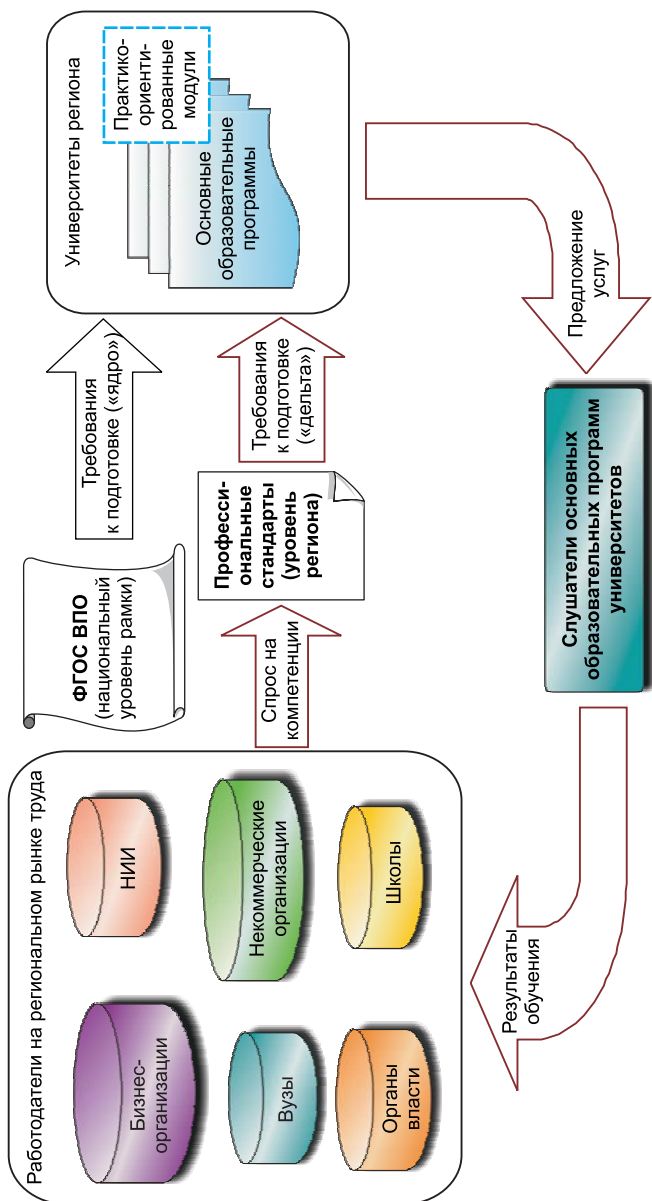 Работодатели на региональном рынке труда
Бизнес-
организации
НИИ
Вузы
Некоммерческие
организации
Органы
власти
Школы
ФГОС ВПО
(национальный
уровень рамки)
Требования
к подготовке («ядро»)
Спрос на
компетенции
Професси-
ональные
стандарты
(уровень
региона)
Требования
к подготовке
(«дельта»)
Университеты региона
Практико-
ориенти-
рованные
модули
Основные
образовательные
программы
Результаты
обучения
Слушатели основных
образовательных программ
университетов
Предложение
услуг